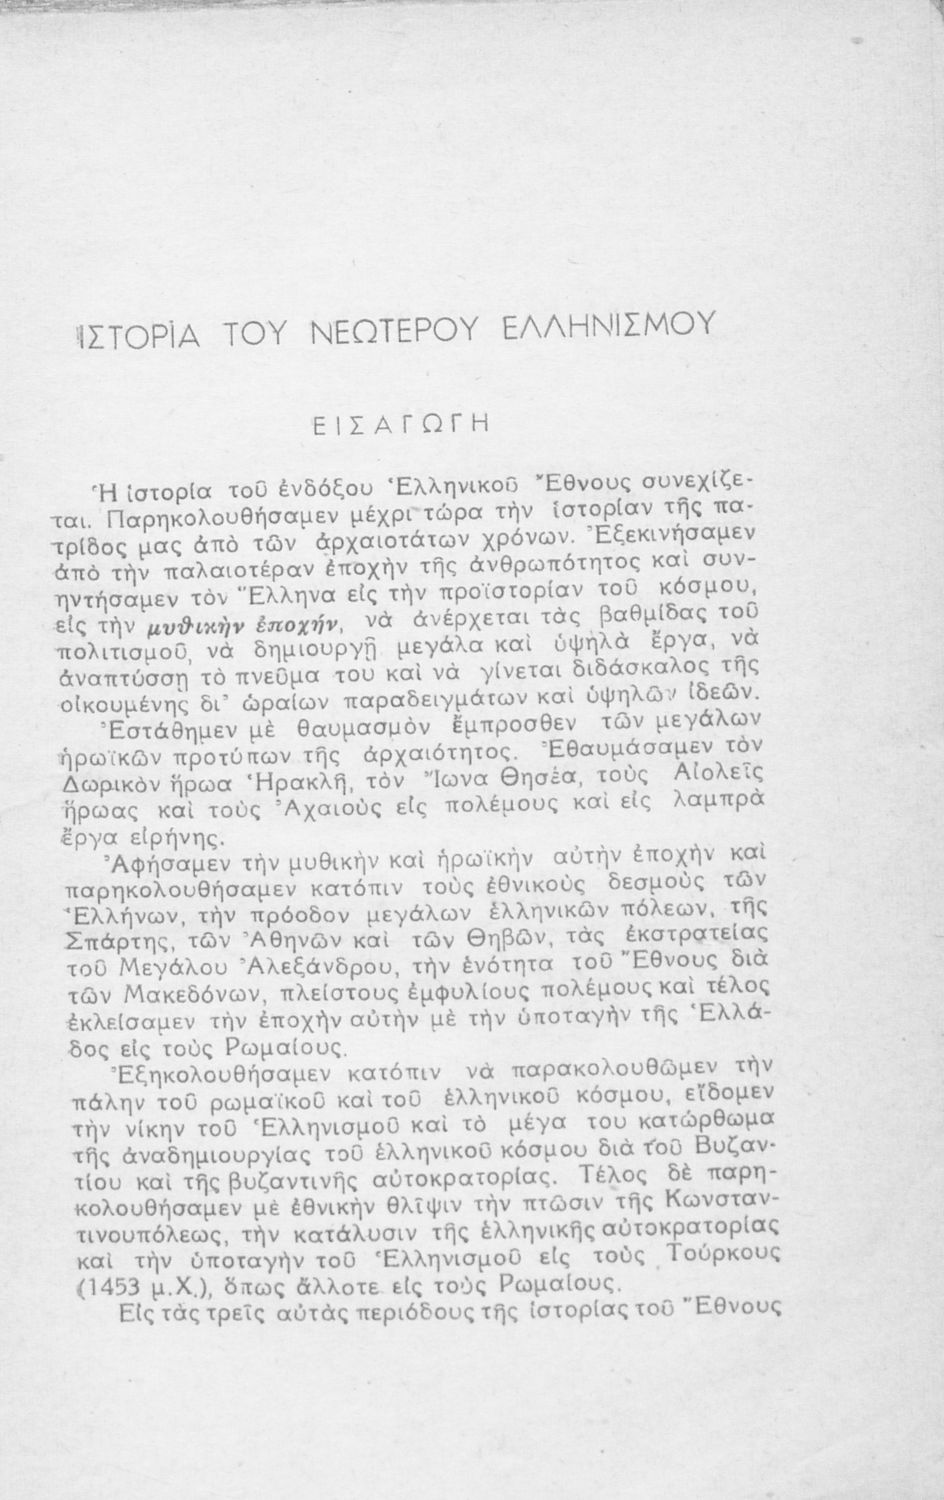 ΙΣΤΟΡΙΑ ΤΟΥ ΝΕΩΤΕΡΟΥ ΕΛΛΗΝΙΣΜΟΥ
ΕΙΣΑΓΩΓΗ
Ἡ ἱστορία τοῦ ἐνδόξου Ἑλληνικοῦ Ἔθνους συνεχίζε-
ται. Παρηκολουθήσαμεν μέχρι τώρα τὴν ἱστορίαν τῆς πα-
τρίδος μας ἀπὸ τῶν ἀρχαιοτάτων χρόνων. Ἐξεκινήσαμεν
ἀπὸ τὴν παλαιοτέραν ἐποχὴν τῆς ἀνθρωπότητος καὶ συν-
ηντήσαμεν τὸν Ἕλληνα εἰς τὴν προϊστορίαν τοῦ κόσμου,
εἰς τὴν μυθικὴν ἐποχήν, νὰ ἀνέρχεται τὰς βαθμίδας τοῦ
πολιτισμοῦ, νὰ δημιουργῇ μεγάλα καὶ ὑψηλὰ ἔργα, νὰ
ἀναπτύσσῃ τὸ πνεῦμα του καὶ νὰ γίνεται διδάσκαλος τῆς
οἰκουμένης δι' ὡραίων παραδειγμάτων καὶ ὑψηλῶν ἰδεῶν.
Ἐστάθημεν μὲ θαυμασμὸν ἔμπροσθεν τῶν μεγάλων
ἡρωϊκῶν προτύπων τῆς ἀρχαιότητος. Ἐθαυμάσαμεν τὸν
Δωρικὸν ἥρωα Ἡρακλῆ, τὸν Ἴωνα Θησέα, τοὺς Αἰολεῖς
ἥρωας καὶ τοὺς Ἀχαιοὺς εἰς πολέμους καὶ εἰς λαμπρὰ
ἔργα εἰρήνης.
Ἀφήσαμεν τὴν μυθικὴν καὶ ἡρωϊκὴν αὐτὴν ἐποχὴν καὶ
παρηκολουθήσαμεν κατόπιν τοὺς ἐθνικοὺς δεσμοὺς τῶν
Ἑλλήνων, τὴν πρόοδον μεγάλων ἑλληνικῶν πόλεων, τῆς
Σπάρτης, τῶν Ἀθηνῶν καὶ τῶν Θηβῶν, τὰς ἐκστρατείας
τοῦ Μεγάλου Ἀλεξάνδρου, τὴν ἑνότητα τοῦ Ἔθνους διὰ
τῶν Μακεδόνων, πλείστους ἐμφυλίους πολέμους καὶ τέλος
ἐκλείσαμεν τὴν ἐποχὴν αὐτὴν μὲ τὴν ὑποταγὴν τῆς Ἑλλά-
δος εἰς τοὺς Ρωμαίους.
Ἐξηκολουθήσαμεν κατόπιν νὰ παρακολουθῶμεν τὴν
πάλην τοῦ ρωμαϊκοῦ καὶ τοῦ ἑλληνικοῦ κόσμου, εἴδομεν
τὴν νίκην τοῦ Ἑλληνισμοῦ καὶ τὸ μέγα του κατώρθωμα
τῆς ἀναδημιουργίας τοῦ ἑλληνικοῦ κόσμου διὰ τοῦ Βυζαν-
τίου καὶ τῆς βυζαντινῆς αὐτοκρατορίας. Τέλος δὲ παρη-
κολουθήσαμεν μὲ ἐθνικὴν θλῖψιν τὴν πτῶσιν τῆς Κωνσταν-
τινουπόλεως, τὴν κατάλυσιν τῆς ἑλληνικῆς αὐτοκρατορίας
καὶ τὴν ὑποταγὴν τοῦ Ἑλληνισμοῦ εἰς τοὺς Τούρκους
(1453 μ.Χ.), ὅπως ἄλλοτε εἰς τοὺς Ρωμαίους.
Εἰς τὰς τρεῖς αὐτὰς περιόδους τῆς ἱστορίας τοῦ Ἔθνους